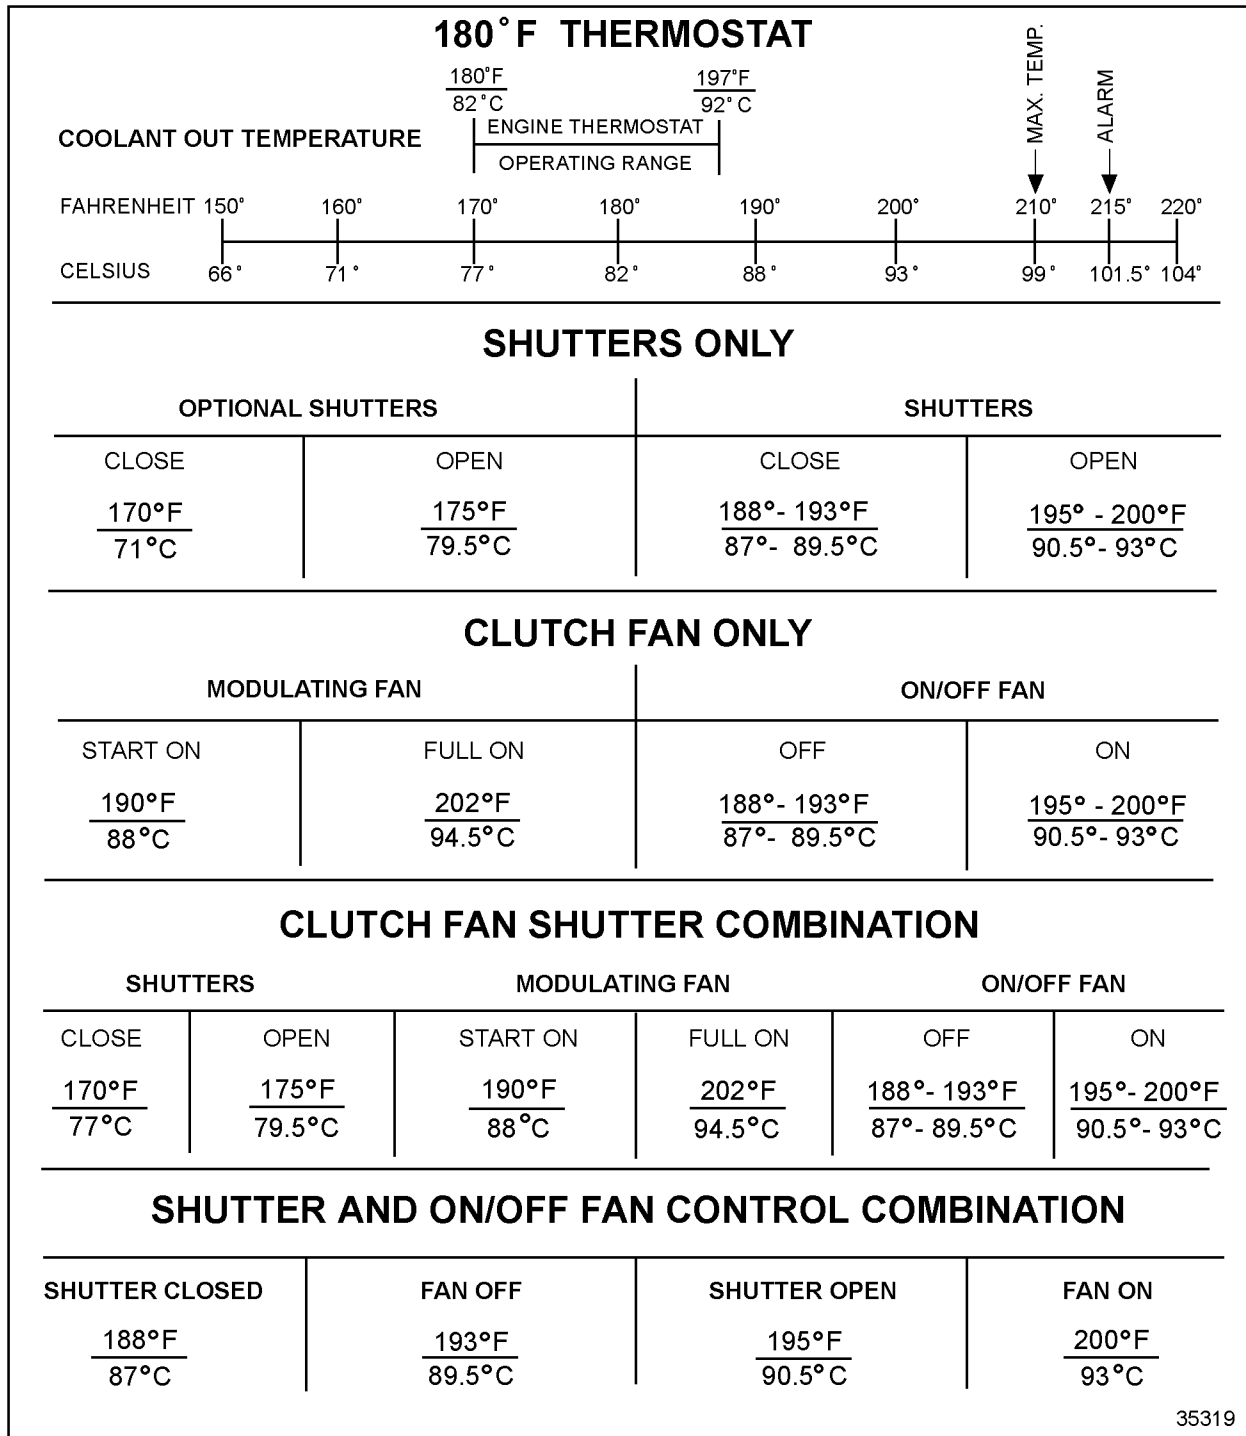 180°F THERMOSTAT
180°F
82°C
197°F
92°C
MAX. TEMP.
ALARM
COOLANT OUT TEMPERATURE
ENGINE THERMOSTAT
OPERATING RANGE
FAHRENHEIT 150° 160° 170° 180° 190° 200° 210° 215° 220°
CELSIUS 66° 71° 77° 82° 88° 93° 99° 101.5° 104°
SHUTTERS ONLY
OPTIONAL SHUTTERS SHUTTERS
CLOSE OPEN CLOSE OPEN
170°F 175°F 188°- 193°F 195° - 200°F
71°C 79.5°C 87°- 89.5°C 90.5°- 93°C
CLUTCH FAN ONLY
MODULATING FAN ON/OFF FAN
START ON FULL ON OFF ON
190°F 202°F 188°- 193°F 195° - 200°F
88°C 94.5°C 87°- 89.5°C 90.5°- 93°C
CLUTCH FAN SHUTTER COMBINATION
SHUTTERS MODULATING FAN ON/OFF FAN
CLOSE OPEN START ON FULL ON OFF ON
170°F 175°F 190°F 202°F 188°- 193°F 195°- 200°F
77°C 79.5°C 88°C 94.5°C 87°- 89.5°C 90.5°- 93°C
SHUTTER AND ON/OFF FAN CONTROL COMBINATION
SHUTTER CLOSED FAN OFF SHUTTER OPEN FAN ON
188°F 193°F 195°F 200°F
87°C 89.5°C 90.5°C 93°C
35319